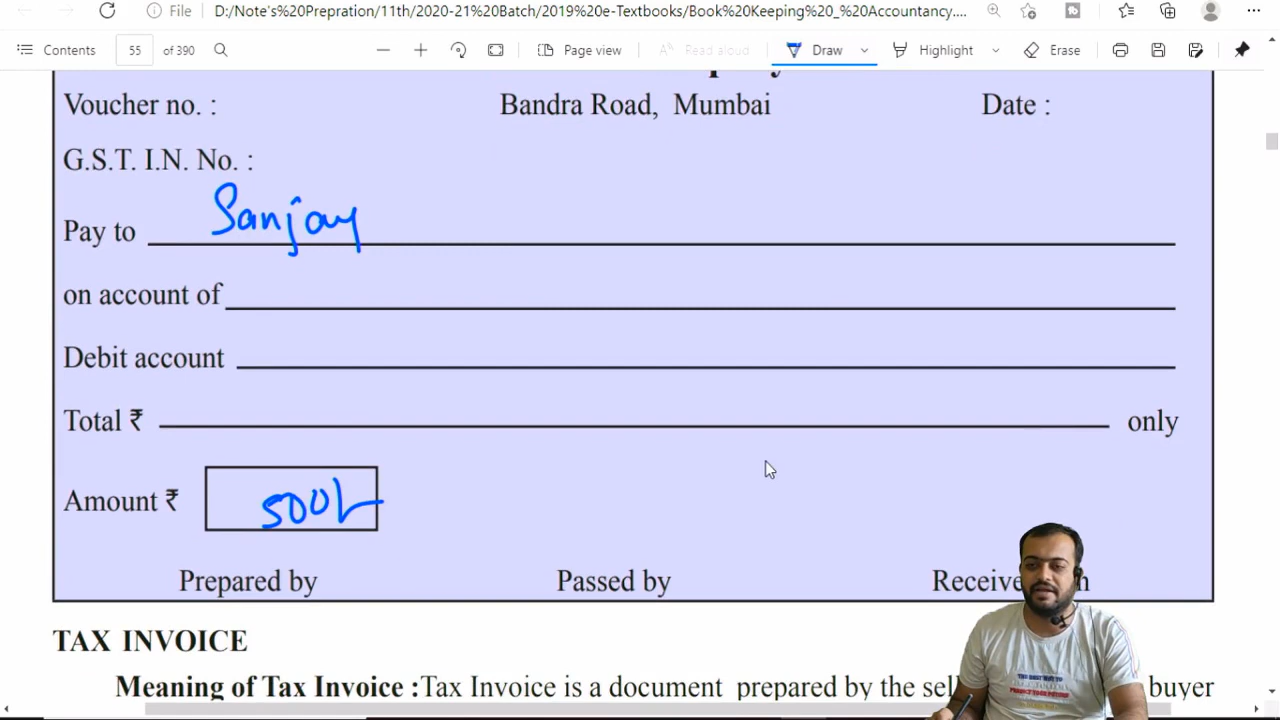 File D:/Note's%20Prepration/11th/2020-21%20Batch/2019%20e-Textbooks/Book%20Keeping%20_%20Accountancy....
Contents 55 of 390 Page view Read aloud Draw Highlight Erase
Voucher no. : Bandra Road, Mumbai Date :
G.S.T. I.N. No. :
Pay to Sanjay
on account of
Debit account
Total ₹ only
Amount ₹ 500/-
Prepared by Passed by
TAX INVOICE
Meaning of Tax Invoice :Tax Invoice is a document prepared by the buyer